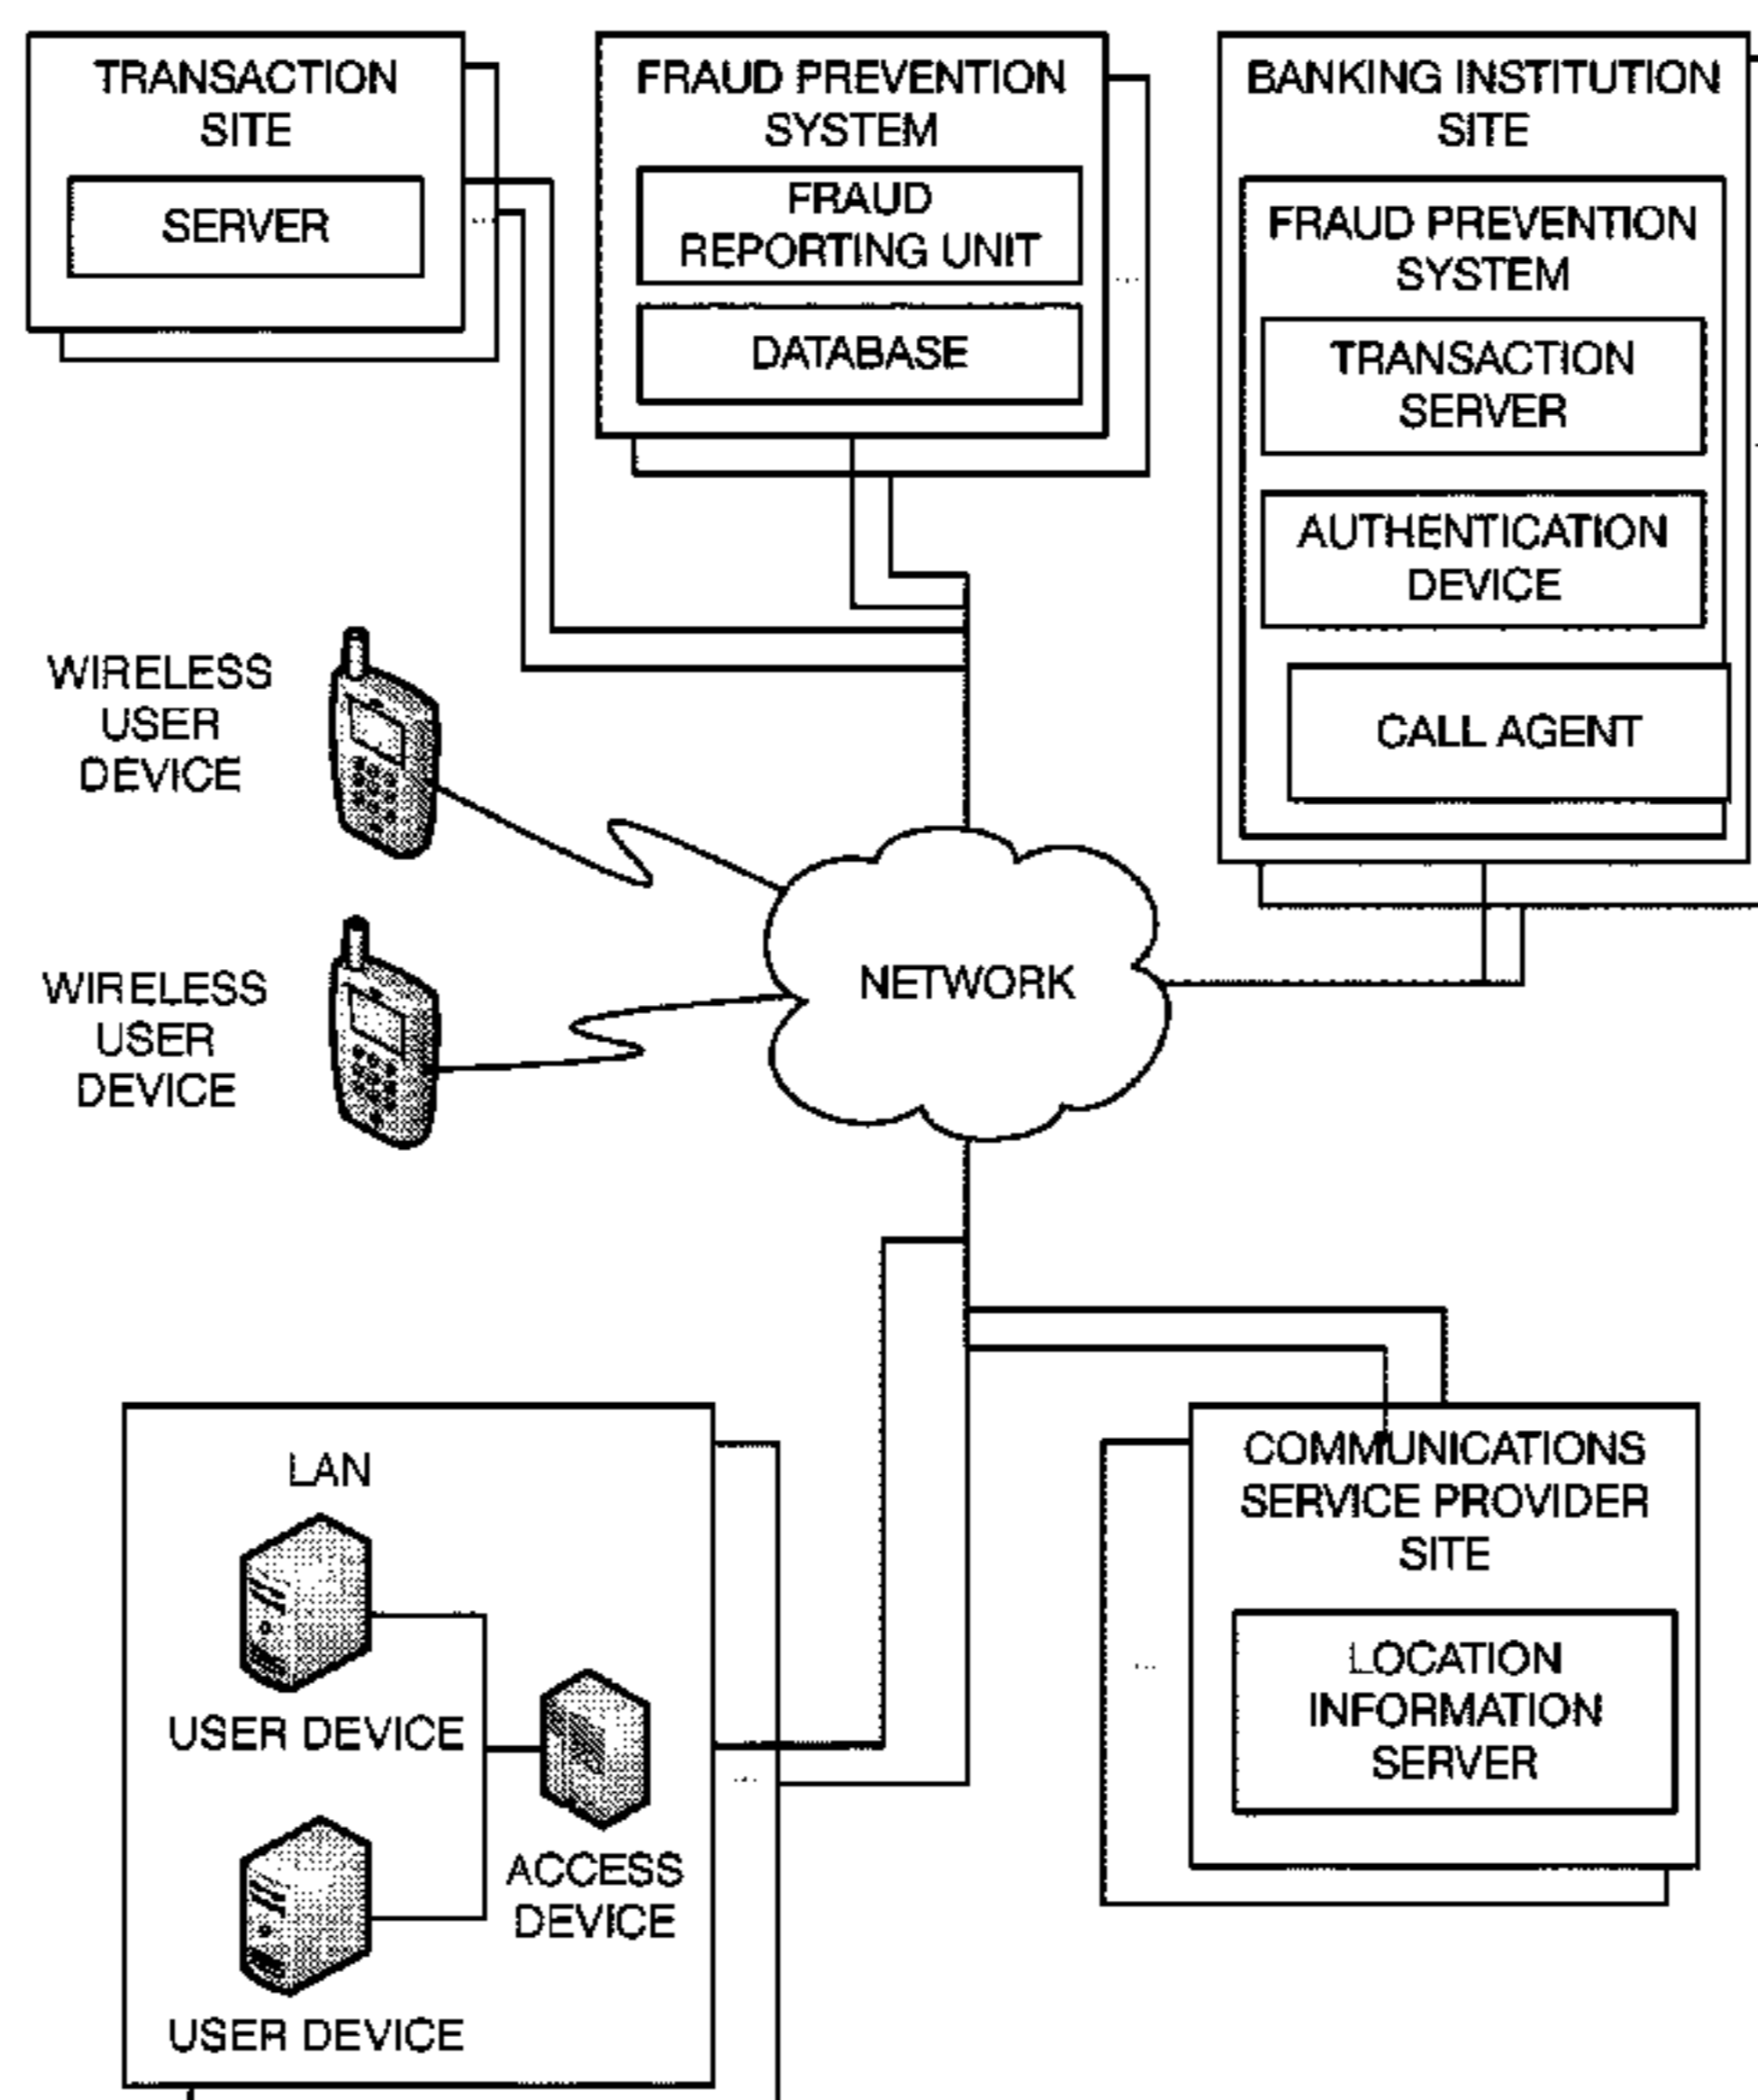 TRANSACTION
SITE
SERVER
...
FRAUD PREVENTION
SYSTEM
FRAUD
REPORTING UNIT
DATABASE
...
BANKING INSTITUTION
SITE
FRAUD PREVENTION
SYSTEM
TRANSACTION
SERVER
AUTHENTICATION
DEVICE
CALL AGENT
WIRELESS
USER
DEVICE
WIRELESS
USER
DEVICE
NETWORK
LAN
USER DEVICE
ACCESS
DEVICE
USER DEVICE
...
COMMUNICATIONS
SERVICE PROVIDER
SITE
LOCATION
INFORMATION
SERVER
...